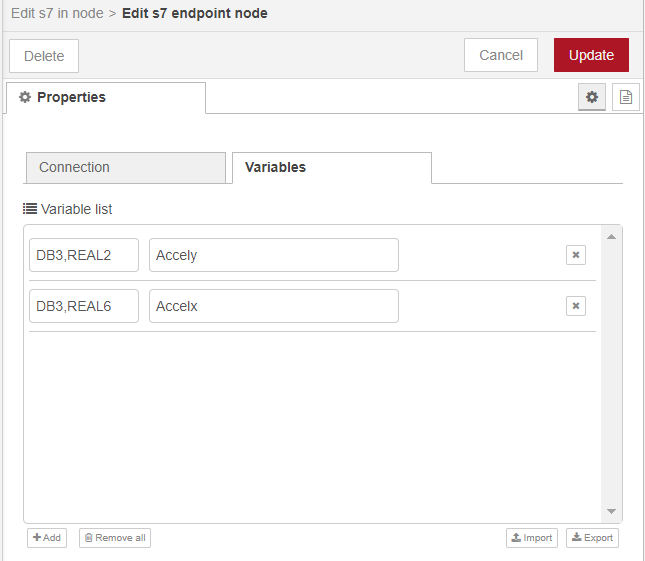 Edit s7 in node > Edit s7 endpoint node
Delete
Cancel
Update
Properties
Connection
Variables
Variable list
DB3,REAL2 Accely
DB3,REAL6 Accelx
+ Add
Remove all
Import
Export